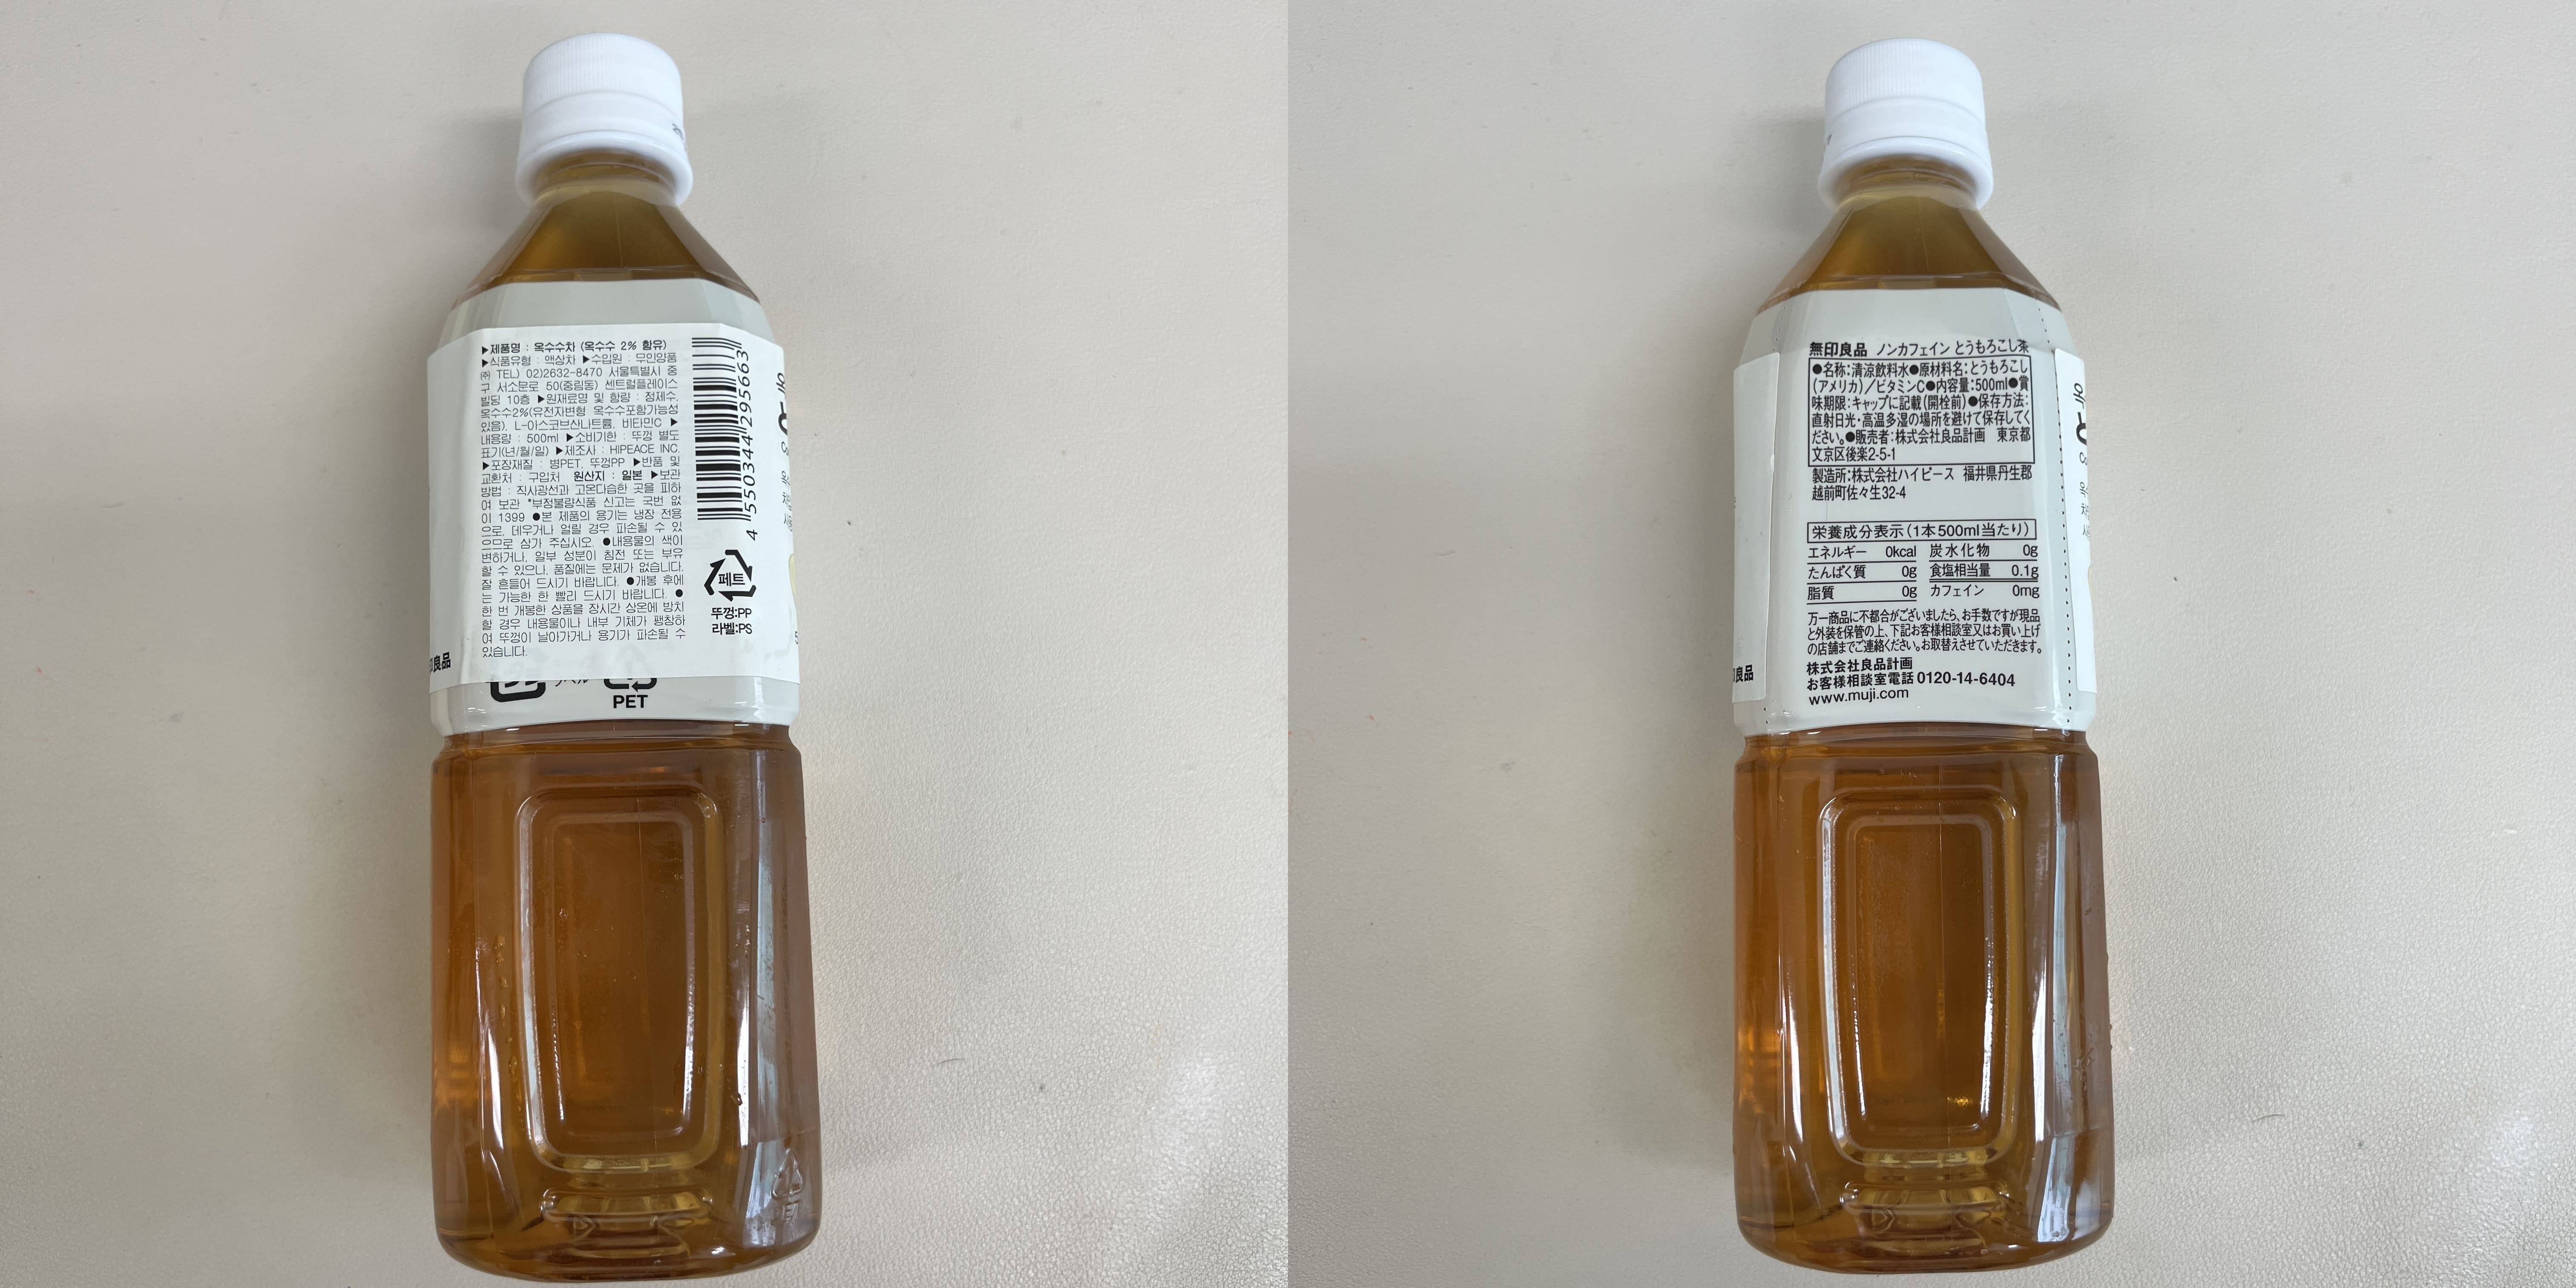 ▶제품명 : 옥수수차 (옥수수 2% 함유)
▶식품유형 : 액상차 ▶수입원 : 무인양품
㈜ TEL) 02)2632-8470 서울특별시 중
구 서소문로 50(중림동) 센트럴플레이스
빌딩 10층 ▶원재료명 및 함량 : 정제수,
옥수수2%(유전자변형 옥수수포함가능성
있음), L-아스코브산나트륨, 비타민C ▶
내용량 : 500ml ▶소비기한 : 뚜껑 별도
표기(년/월/일) ▶제조사 : HIPEACE INC.
▶포장재질 : 병PET, 뚜껑PP ▶반품 및
교환처 : 구입처 원산지 : 일본 ▶보관
방법 : 직사광선과 고온다습한 곳을 피하
여 보관 *부정불량식품 신고는 국번 없
이 1399 ●본 제품의 용기는 냉장 전용
으로, 데우거나 얼릴 경우 파손될 수 있
으므로 삼가 주십시오. ●내용물의 색이
변하거나, 일부 성분이 침전 또는 부유
할 수 있으나, 품질에는 문제가 없습니다.
잘 흔들어 드시기 바랍니다. ●개봉 후에
는 가능한 한 빨리 드시기 바랍니다. ●
한 번 개봉한 상품을 장시간 상온에 방치
할 경우 내용물이나 내부 기체가 팽창하
여 뚜껑이 날아가거나 용기가 파손될 수
있습니다.
4 550344 295663
페트
뚜껑:PP
라벨:PS
印良品
PET
無印良品 ノンカフェイン とうもろこし茶
●名称:清涼飲料水●原材料名:とうもろこし
(アメリカ)/ビタミンC●内容量:500ml●賞
味期限:キャップに記載(開栓前)●保存方法:
直射日光・高温多湿の場所を避けて保存してく
ださい。●販売者:株式会社良品計画 東京都
文京区後楽2-5-1
製造所:株式会社ハイピース 福井県丹生郡
越前町佐々生32-4
栄養成分表示(1本500ml当たり)
エネルギー 0kcal 炭水化物 0g
たんぱく質 0g 食塩相当量 0.1g
脂質 0g カフェイン 0mg
万一商品に不都合がございましたら、お手数ですが現品
と外装を保管の上、下記お客様相談室又はお買い上げ
の店舗までご連絡ください。お取替えさせていただきます。
株式会社良品計画
お客様相談室電話 0120-14-6404
www.muji.com
印良品